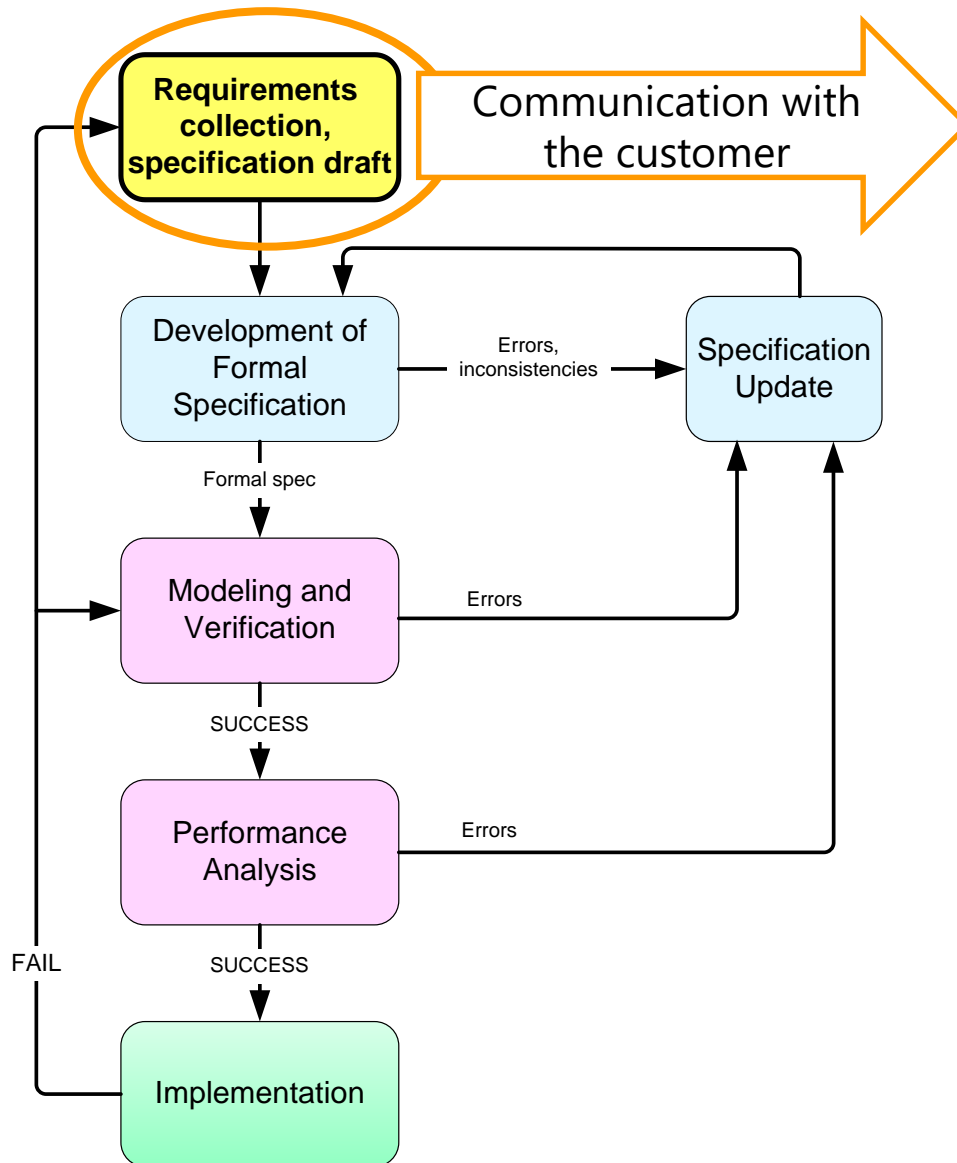 Requirements
collection,
specification draft
Communication with
the customer
Development of
Formal
Specification
Errors,
inconsistencies
Specification
Update
Formal spec
Modeling and
Verification
Errors
SUCCESS
Performance
Analysis
Errors
FAIL
SUCCESS
Implementation